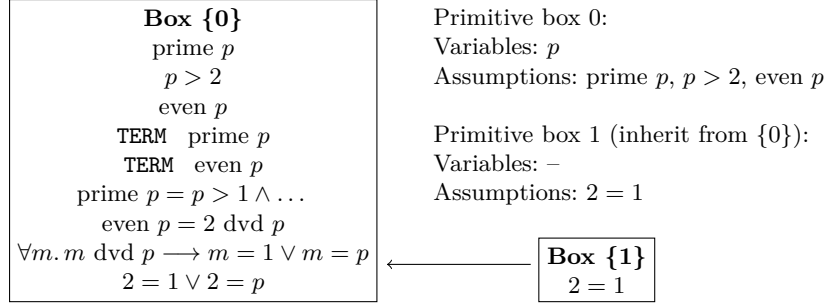 Box {0}
prime p
p > 2
even p
TERM prime p
TERM even p
prime p = p > 1 ∧ . . .
even p = 2 dvd p
∀m. m dvd p ⟶ m = 1 ∨ m = p
2 = 1 ∨ 2 = p
Primitive box 0:
Variables: p
Assumptions: prime p, p > 2, even p
Primitive box 1 (inherit from {0}):
Variables: –
Assumptions: 2 = 1
Box {1}
2 = 1